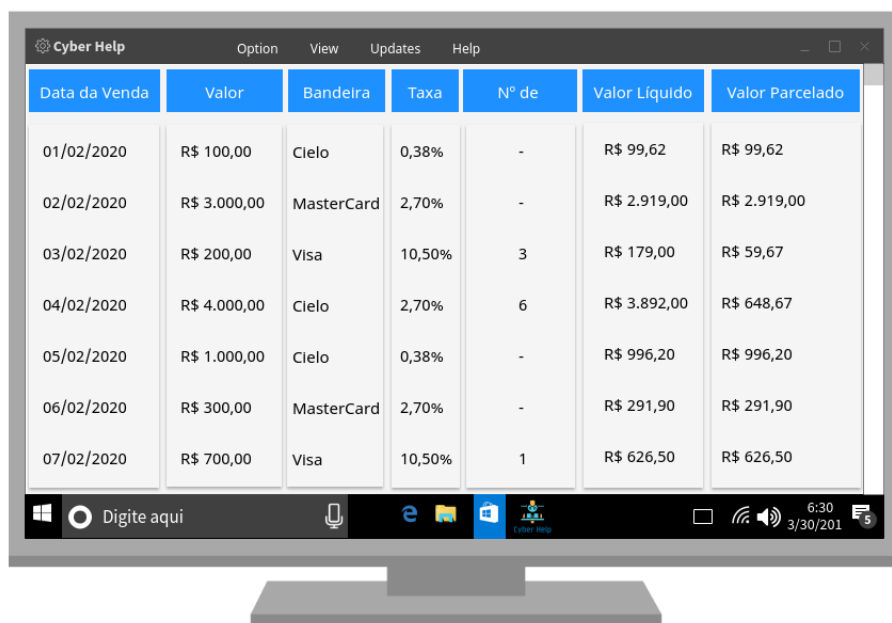 Cyber Help Option View Updates Help
Data da Venda Valor Bandeira Taxa Nº de Valor Líquido Valor Parcelado
01/02/2020 R$ 100,00 Cielo 0,38% - R$ 99,62 R$ 99,62
02/02/2020 R$ 3.000,00 MasterCard 2,70% - R$ 2.919,00 R$ 2.919,00
03/02/2020 R$ 200,00 Visa 10,50% 3 R$ 179,00 R$ 59,67
04/02/2020 R$ 4.000,00 Cielo 2,70% 6 R$ 3.892,00 R$ 648,67
05/02/2020 R$ 1.000,00 Cielo 0,38% - R$ 996,20 R$ 996,20
06/02/2020 R$ 300,00 MasterCard 2,70% - R$ 291,90 R$ 291,90
07/02/2020 R$ 700,00 Visa 10,50% 1 R$ 626,50 R$ 626,50
Digite aqui
Cyber Help
6:30
3/30/201
5